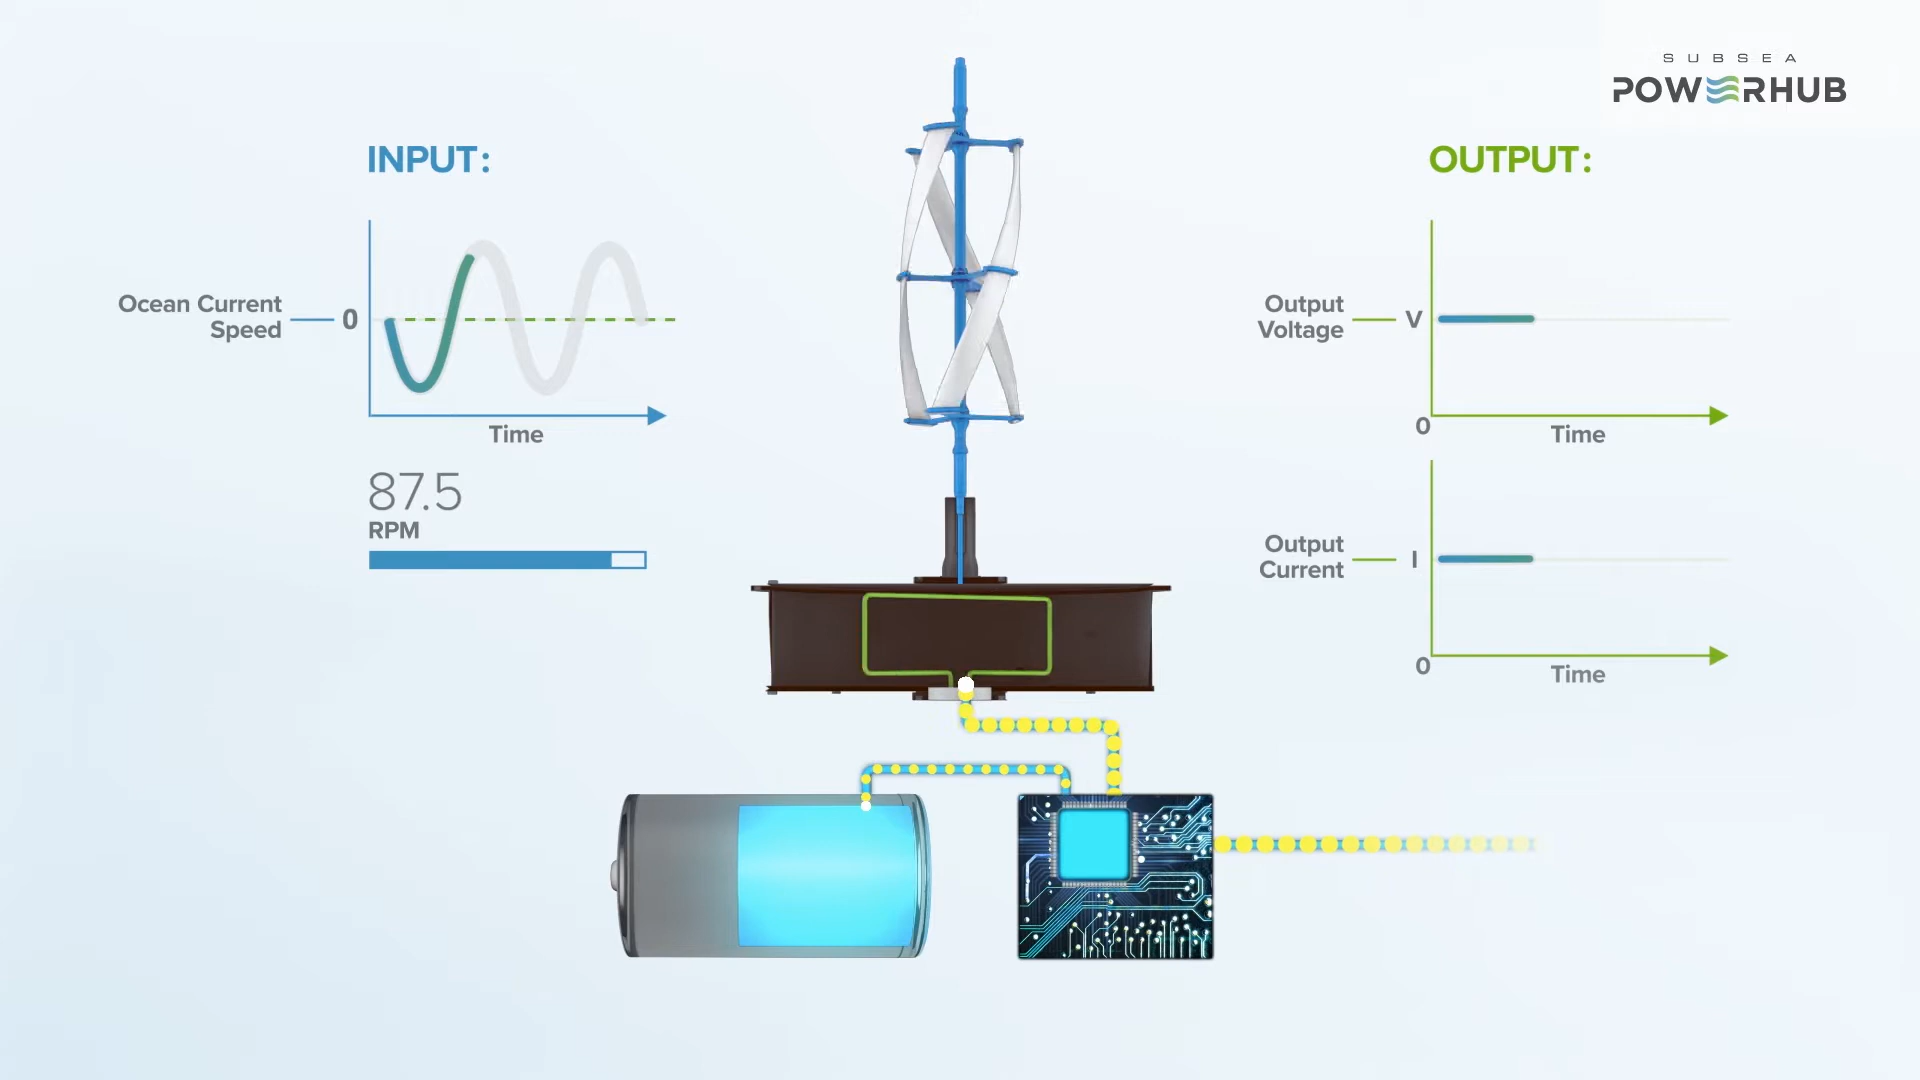 SUBSEA
POWERHUB
INPUT:
Ocean Current
Speed
0
Time
87.5
RPM
OUTPUT:
Output
Voltage
V
0
Time
Output
Current
I
0
Time